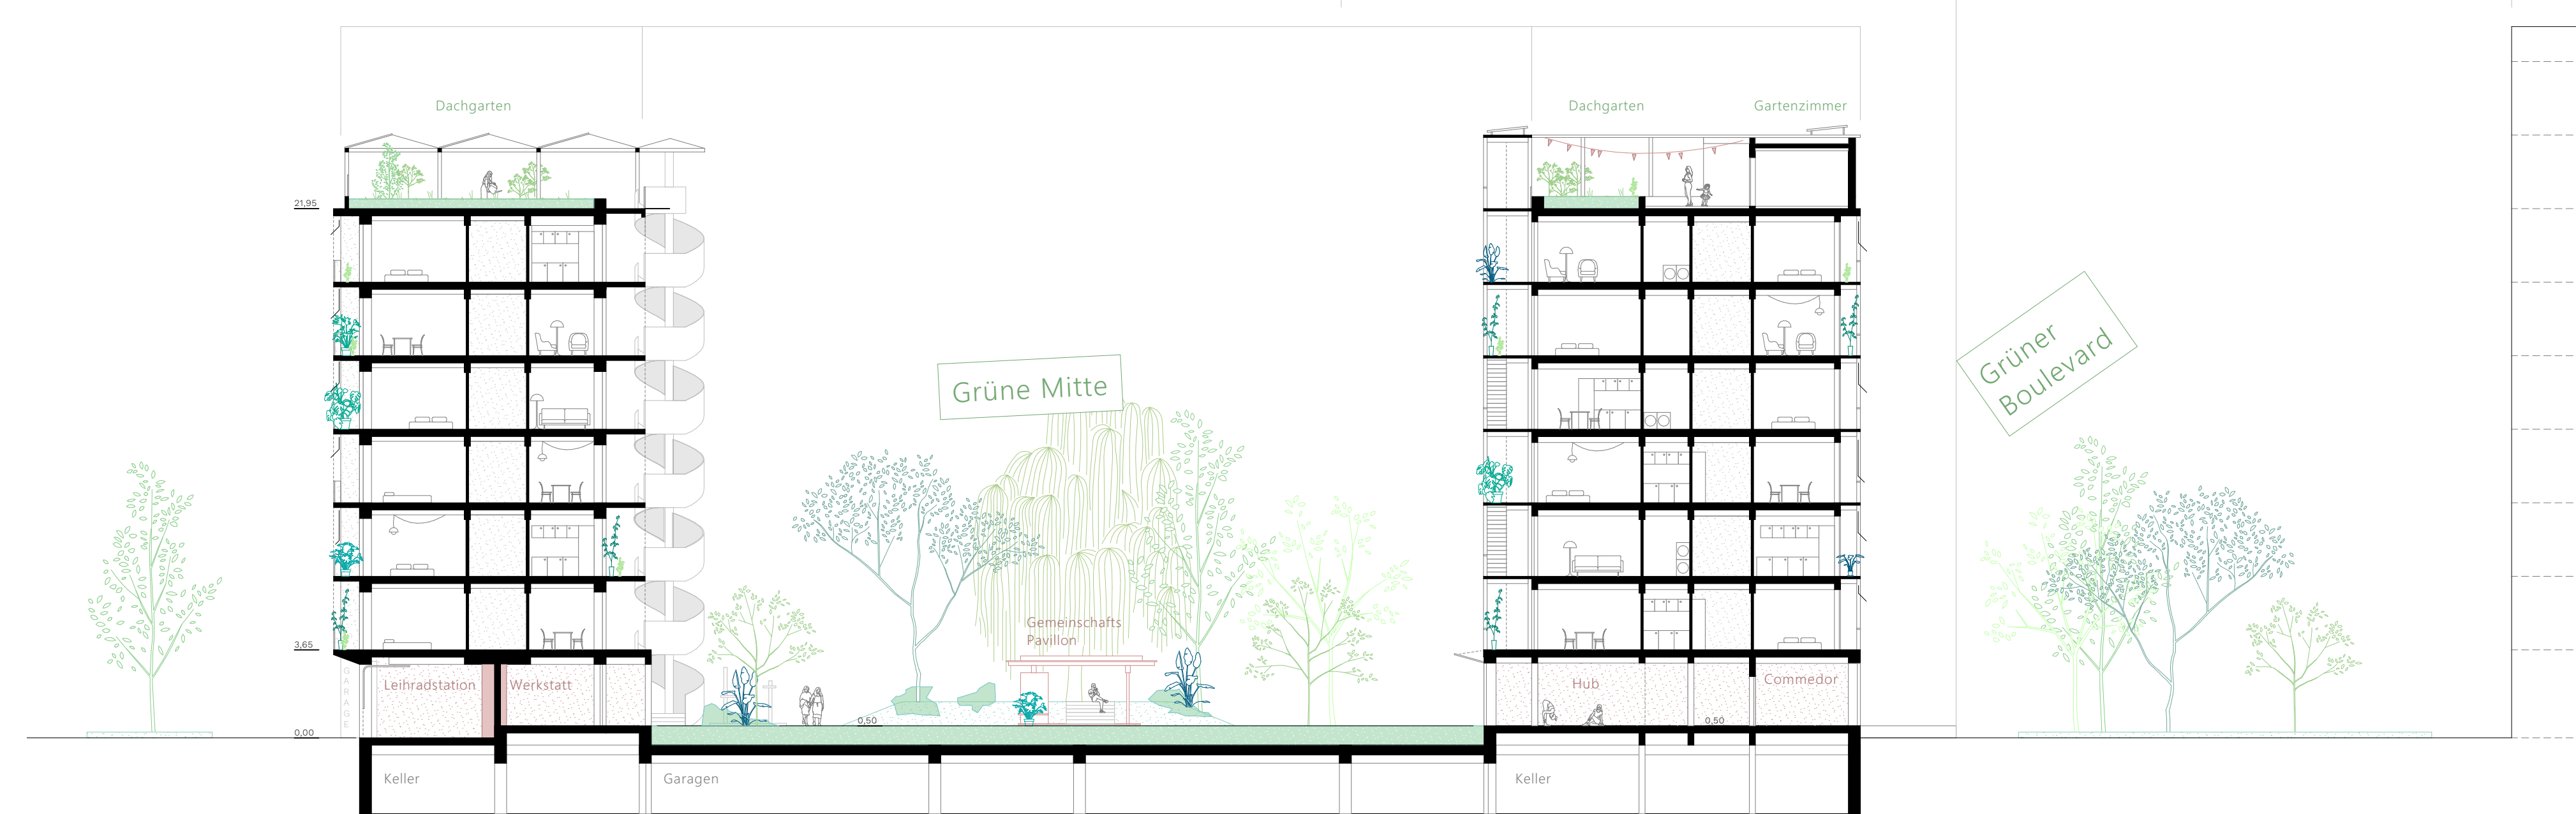 Dachgarten
Dachgarten
Gartenzimmer
21,95
Grüne Mitte
Grüner
Boulevard
3,65
Gemeinschafts
Pavillon
GARAGE
Leihradstation
Werkstatt
Hub
Commedor
0,50
0,50
0,00
Keller
Garagen
Keller